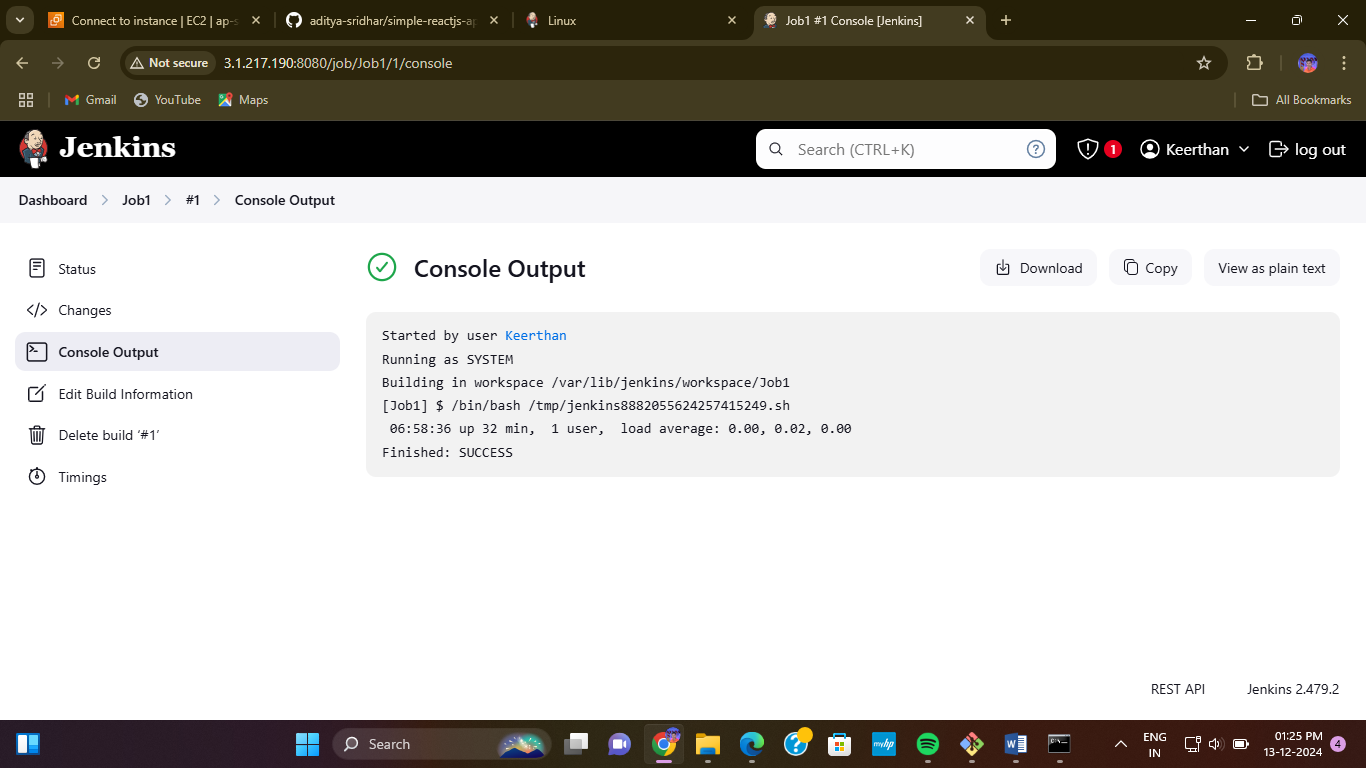 Connect to instance | EC2 | ap-s
aditya-sridhar/simple-reactjs-ap
Linux
Job1 #1 Console [Jenkins]
Not secure
3.1.217.190:8080/job/Job1/1/console
Gmail
YouTube
Maps
All Bookmarks
Jenkins
Search (CTRL+K)
?
1
Keerthan
log out
Dashboard
Job1
#1
Console Output
Status
Changes
Console Output
Edit Build Information
Delete build ‘#1’
Timings
Console Output
Download
Copy
View as plain text
Started by user Keerthan
Running as SYSTEM
Building in workspace /var/lib/jenkins/workspace/Job1
[Job1] $ /bin/bash /tmp/jenkins8882055624257415249.sh
06:58:36 up 32 min,  1 user,  load average: 0.00, 0.02, 0.00
Finished: SUCCESS
REST API
Jenkins 2.479.2
Search
myhp
ENG
IN
01:25 PM
13-12-2024
4